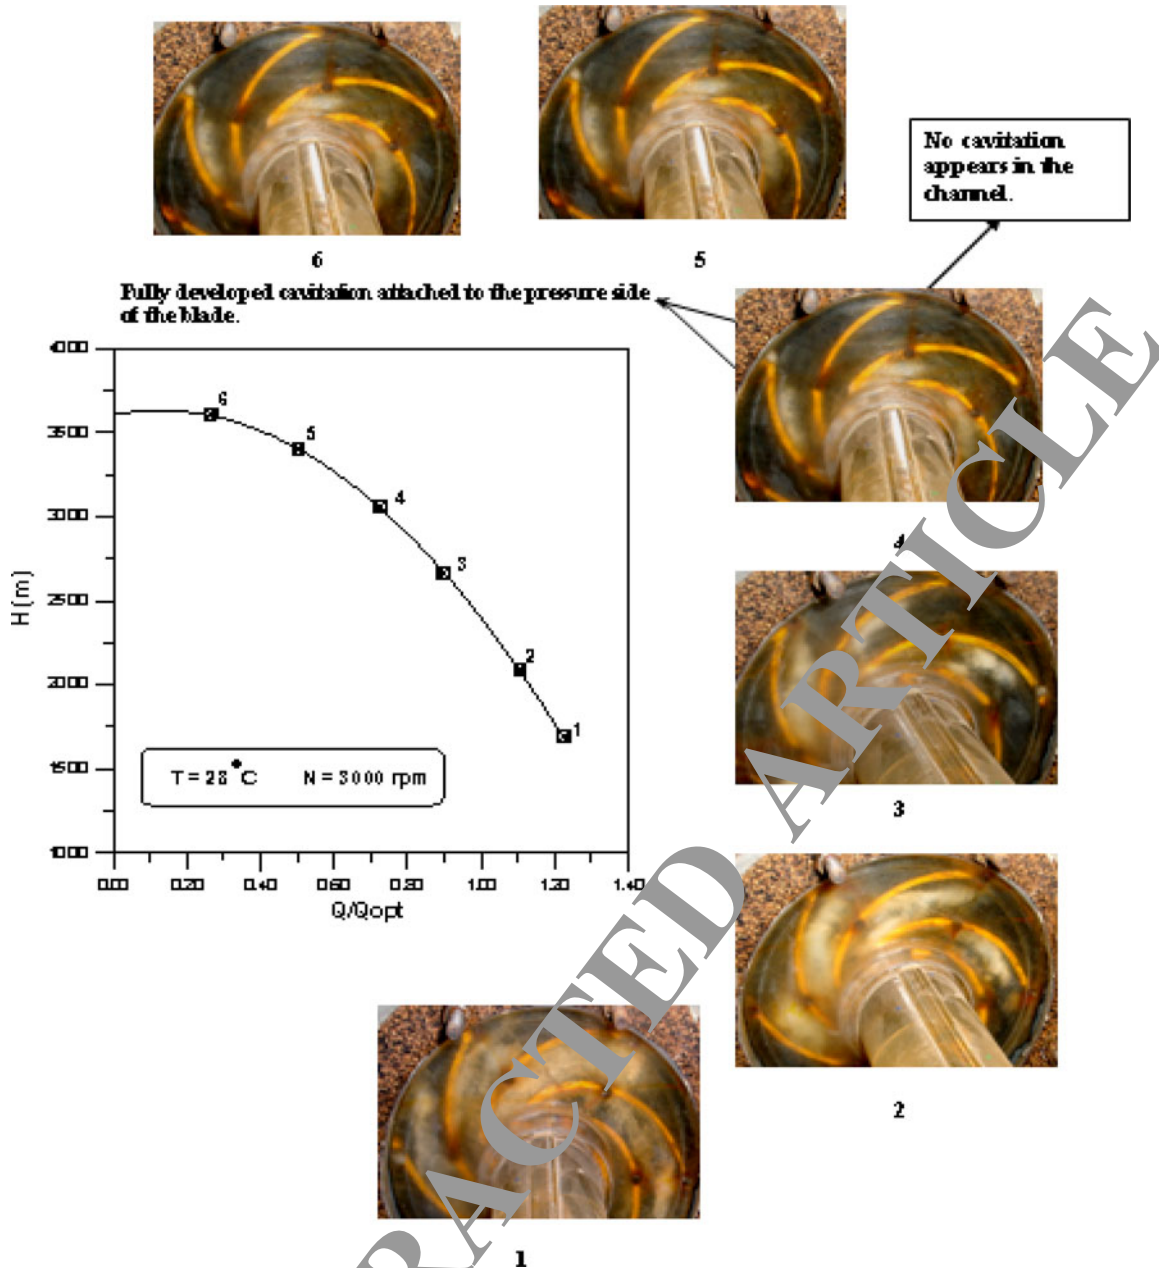 6
5
No cavitation
appears in the
channel.
Fully developed cavitation attached to the pressure side
of the blade.
4000
3500
3000
2500
2000
1500
1000
H (m)
6
5
4
3
2
1
T = 28 °C N = 3000 rpm
0.00 0.20 0.40 0.60 0.80 1.00 1.20 1.40
Q/Qopt
4
3
2
1
RACTED ARTICLE